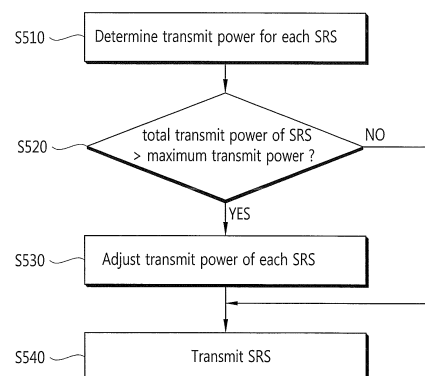 S510
Determine transmit power for each SRS
S520
total transmit power of SRS
> maximum transmit power ?
NO
YES
S530
Adjust transmit power of each SRS
S540
Transmit SRS